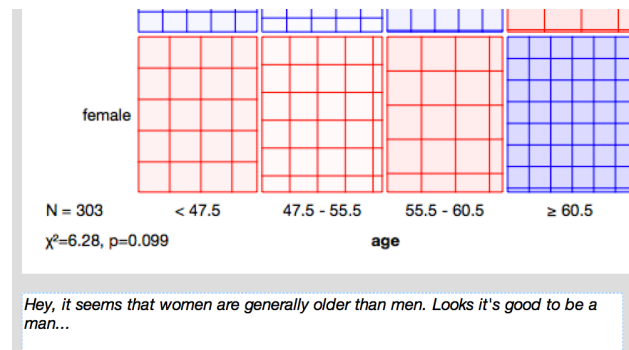 female
N = 303
< 47.5
47.5 - 55.5
55.5 - 60.5
≥ 60.5
χ²=6.28, p=0.099
age
Hey, it seems that women are generally older than men. Looks it's good to be a
man...